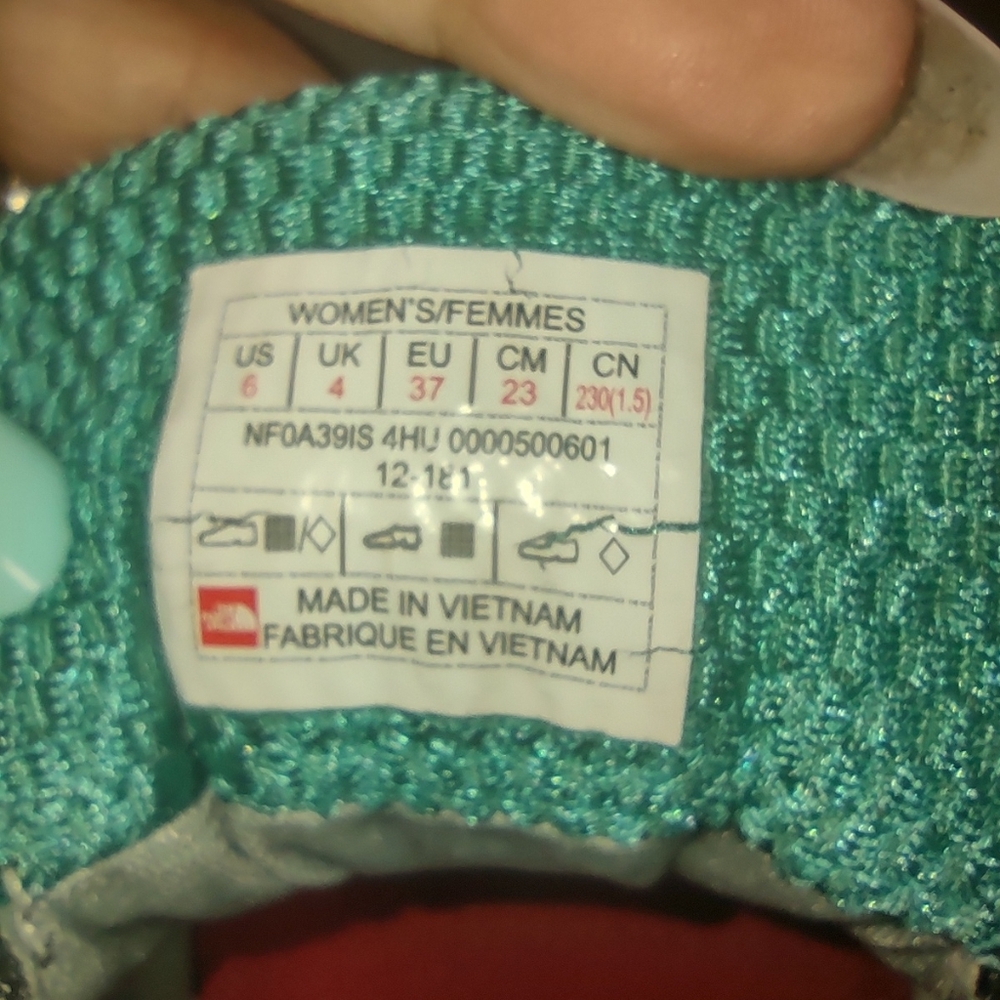 WOMEN'S/FEMMES
US UK EU CM CN
6 4 37 23 230(1.5)
NF0A39IS 4HU 0000500601
12-181
MADE IN VIETNAM
FABRIQUE EN VIETNAM